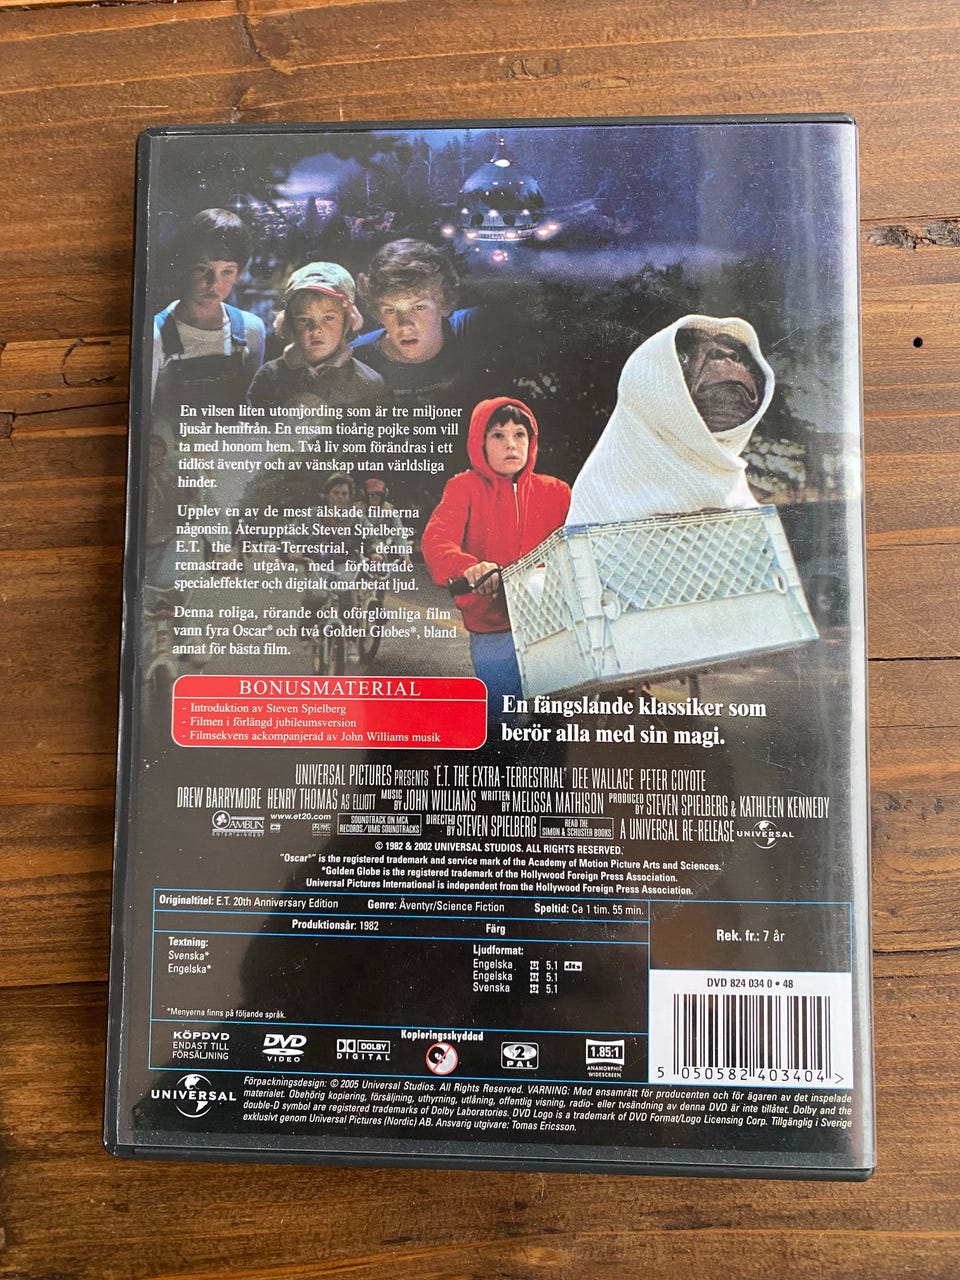 En vilsen liten utomjording som är tre miljoner
ljusår hemifrån. En ensam tioårig pojke som vill
ta med honom hem. Två liv som förändras i ett
tidlöst äventyr och av vänskap utan världsliga
hinder.
Upplev en av de mest älskade filmerna
någonsin. Återupptäck Steven Spielbergs
E.T. the Extra-Terrestrial, i denna
remastrade utgåva, med förbättrade
specialeffekter och digitalt omarbetat ljud.
Denna roliga, rörande och oförglömliga film
vann fyra Oscar® och två Golden Globes*, bland
annat för bästa film.
BONUSMATERIAL
- Introduktion av Steven Spielberg
- Filmen i förlängd jubileumsversion
- Filmsekvens ackompanjerad av John Williams musik
En fängslande klassiker som
berör alla med sin magi.
UNIVERSAL PICTURES PRESENTS "E.T. THE EXTRA-TERRESTRIAL" DEE WALLACE PETER COYOTE
DREW BARRYMORE HENRY THOMAS AS ELLIOTT MUSIC BY JOHN WILLIAMS WRITTEN BY MELISSA MATHISON PRODUCED BY STEVEN SPIELBERG & KATHLEEN KENNEDY
AMBLIN ENTERTAINMENT www.et20.com SOUNDTRACK ON MCA RECORDS/UMG SOUNDTRACKS DIRECTED BY STEVEN SPIELBERG READ THE SIMON & SCHUSTER BOOKS A UNIVERSAL RE-RELEASE UNIVERSAL
© 1982 & 2002 UNIVERSAL STUDIOS. ALL RIGHTS RESERVED.
"Oscar®" is the registered trademark and service mark of the Academy of Motion Picture Arts and Sciences.
*Golden Globe is the registered trademark of the Hollywood Foreign Press Association.
Universal Pictures International is independent from the Hollywood Foreign Press Association.
Originaltitel: E.T. 20th Anniversary Edition Genre: Äventyr/Science Fiction Speltid: Ca 1 tim. 55 min.
Produktionsår: 1982 Färg
Rek. fr.: 7 år
Textning:
Svenska*
Engelska*
Ljudformat:
Engelska 5.1 dts
Engelska 5.1
Svenska 5.1
*Menyerna finns på följande språk.
DVD 824 034 0 • 48
5 050582 403404 >
KÖPDVD
ENDAST TILL
FÖRSÄLJNING
DVD
VIDEO
DOLBY
DIGITAL
Kopieringsskyddad
2
PAL
1.85:1
ANAMORPHIC
WIDESCREEN
UNIVERSAL
Förpackningsdesign: © 2005 Universal Studios. All Rights Reserved. VARNING: Med ensamrätt för producenten och för ägaren av det inspelade
materialet. Obehörig kopiering, försäljning, uthyrning, utlåning, offentlig visning, radio- eller tvsändning av denna DVD är inte tillåtet. Dolby and the
double-D symbol are registered trademarks of Dolby Laboratories. DVD Logo is a trademark of DVD Format/Logo Licensing Corp. Tillgänglig i Sverige
exklusivt genom Universal Pictures (Nordic) AB. Ansvarig utgivare: Tomas Ericsson.